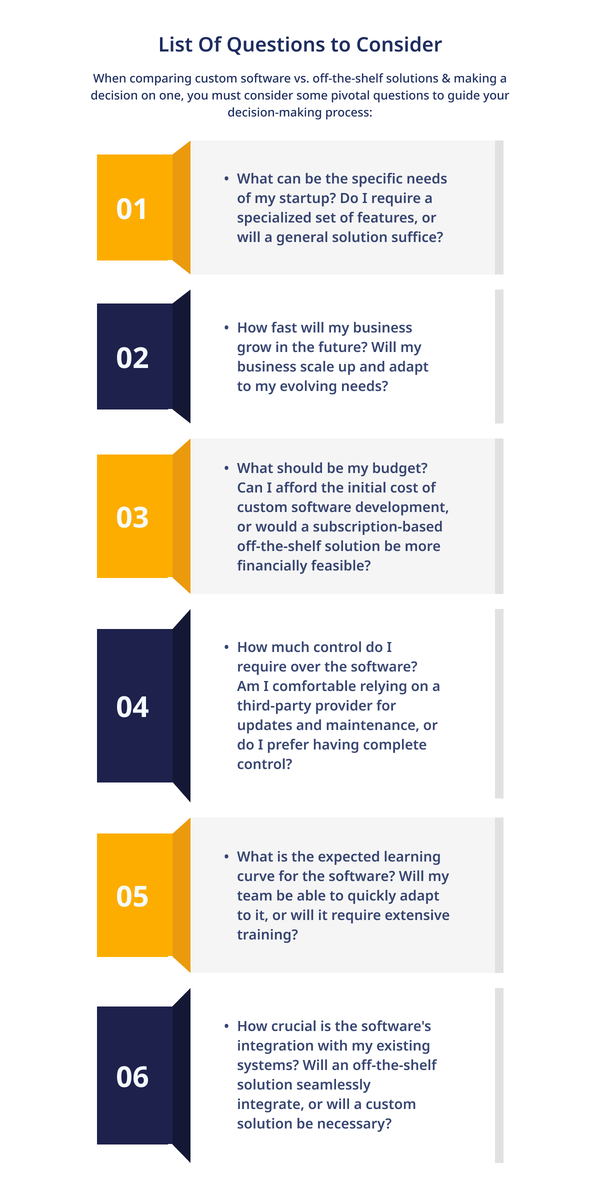 List Of Questions to Consider
When comparing custom software vs. off-the-shelf solutions & making a
decision on one, you must consider some pivotal questions to guide your
decision-making process:
01
• What can be the specific needs
of my startup? Do I require a
specialized set of features, or
will a general solution suffice?
02
• How fast will my business
grow in the future? Will my
business scale up and adapt
to my evolving needs?
03
• What should be my budget?
Can I afford the initial cost of
custom software development,
or would a subscription-based
off-the-shelf solution be more
financially feasible?
04
• How much control do I
require over the software?
Am I comfortable relying on a
third-party provider for
updates and maintenance, or
do I prefer having complete
control?
05
• What is the expected learning
curve for the software? Will my
team be able to quickly adapt
to it, or will it require extensive
training?
06
• How crucial is the software's
integration with my existing
systems? Will an off-the-shelf
solution seamlessly
integrate, or will a custom
solution be necessary?